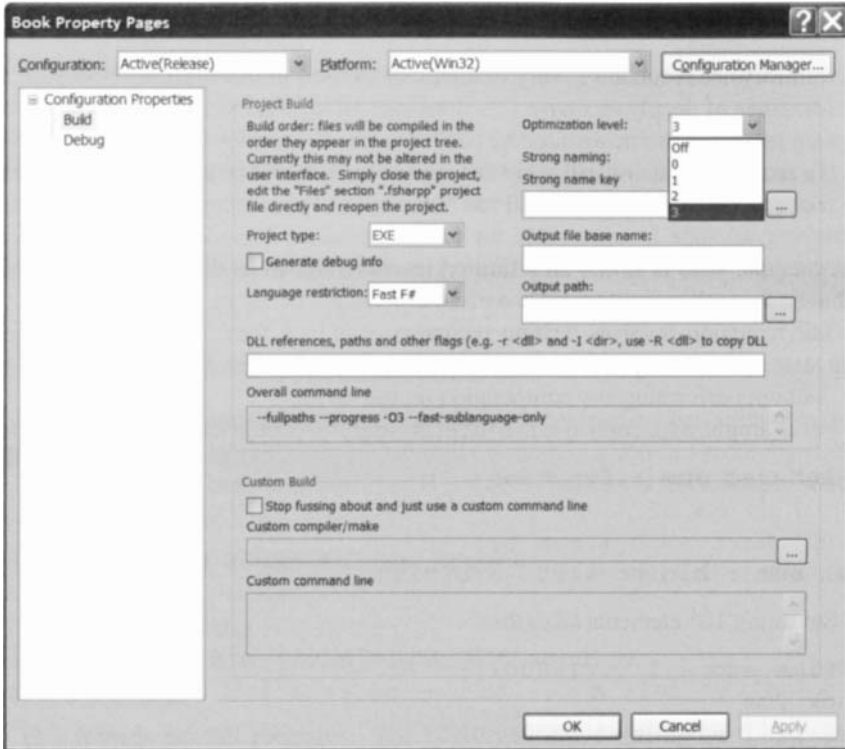 Book Property Pages
Configuration: Active(Release) Platform: Active(Win32) Configuration Manager...
Configuration Properties
Build
Debug
Project Build
Build order: files will be compiled in the
order they appear in the project tree.
Currently this may not be altered in the
user interface. Simply close the project,
edit the "Files" section ".fsharpp" project
file directly and reopen the project.
Project type: EXE
Generate debug info
Language restriction: Fast F#
Optimization level: 3
Off
0
1
2
3
Strong naming:
Strong name key
...
Output file base name:
Output path:
...
DLL references, paths and other flags (e.g. -r <dll> and -I <dir>, use -R <dll> to copy DLL
Overall command line
--fullpaths --progress -O3 --fast-sublanguage-only
Custom Build
Stop fussing about and just use a custom command line
Custom compiler/make
...
Custom command line
OK Cancel Apply